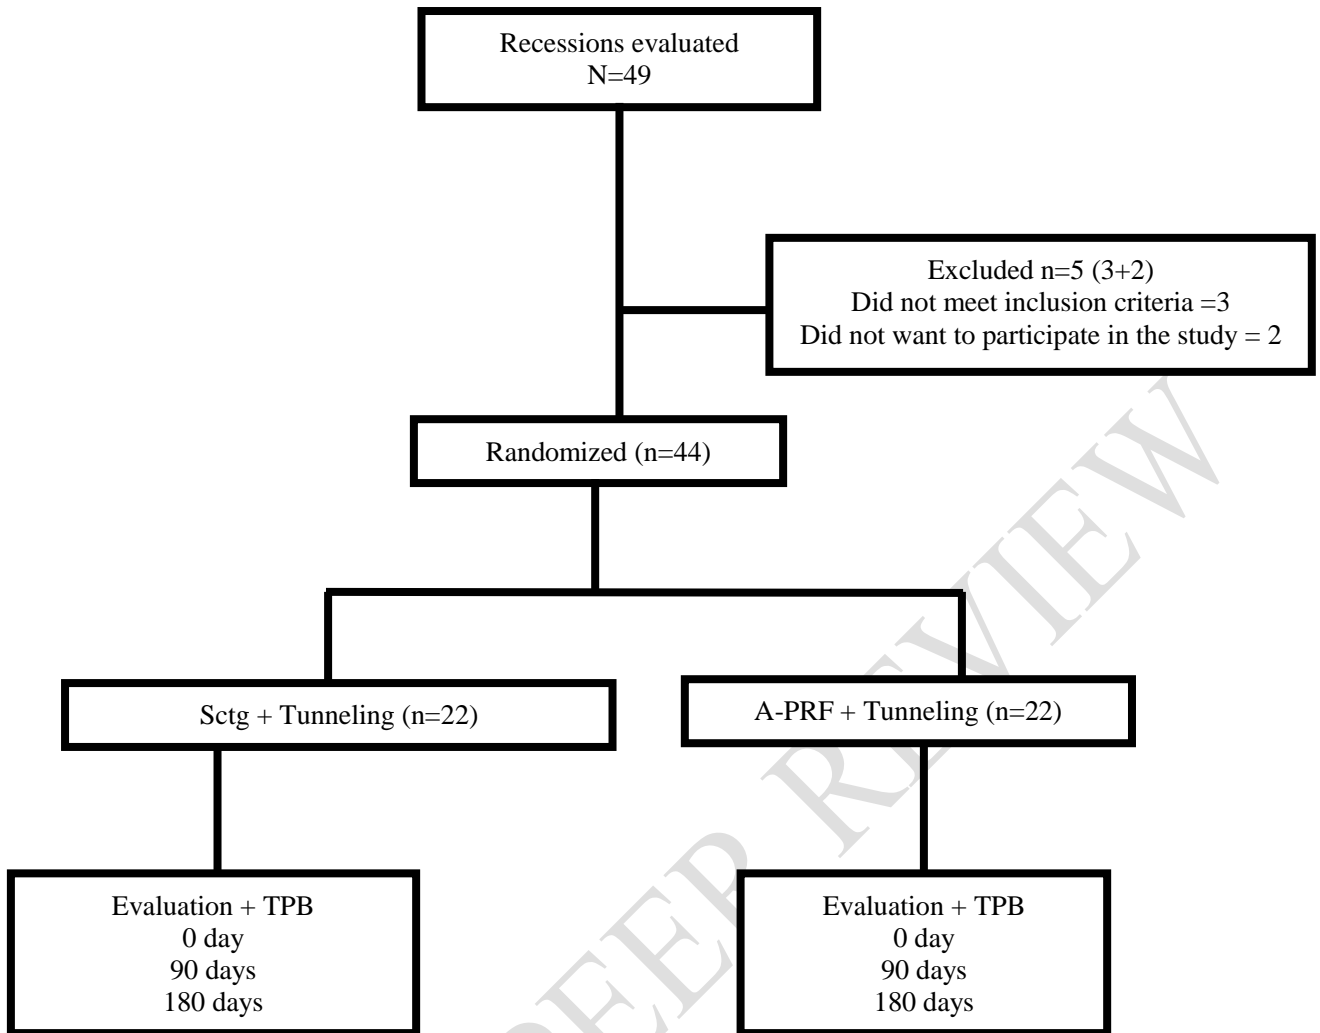 Recessions evaluated
N=49
Excluded n=5 (3+2)
Did not meet inclusion criteria =3
Did not want to participate in the study = 2
Randomized (n=44)
Sctg + Tunneling (n=22)
A-PRF + Tunneling (n=22)
Evaluation + TPB
0 day
90 days
180 days
Evaluation + TPB
0 day
90 days
180 days
PEER REVIEW